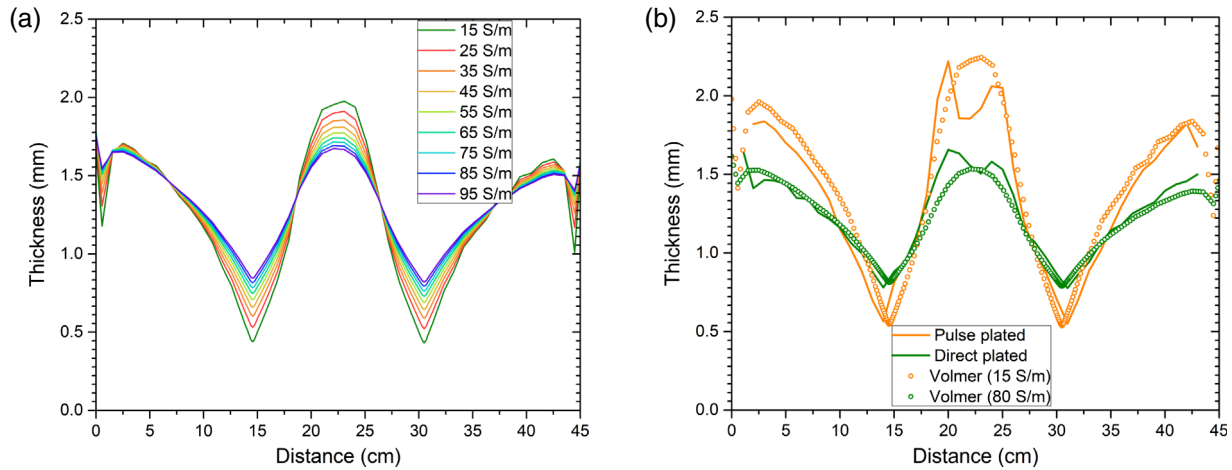 (a)
Thickness (mm)
2.5
2.0
1.5
1.0
0.5
0.0
15 S/m
25 S/m
35 S/m
45 S/m
55 S/m
65 S/m
75 S/m
85 S/m
95 S/m
0 5 10 15 20 25 30 35 40 45
Distance (cm)
(b)
Thickness (mm)
2.5
2.0
1.5
1.0
0.5
0.0
Pulse plated
Direct plated
Volmer (15 S/m)
Volmer (80 S/m)
0 5 10 15 20 25 30 35 40 45
Distance (cm)